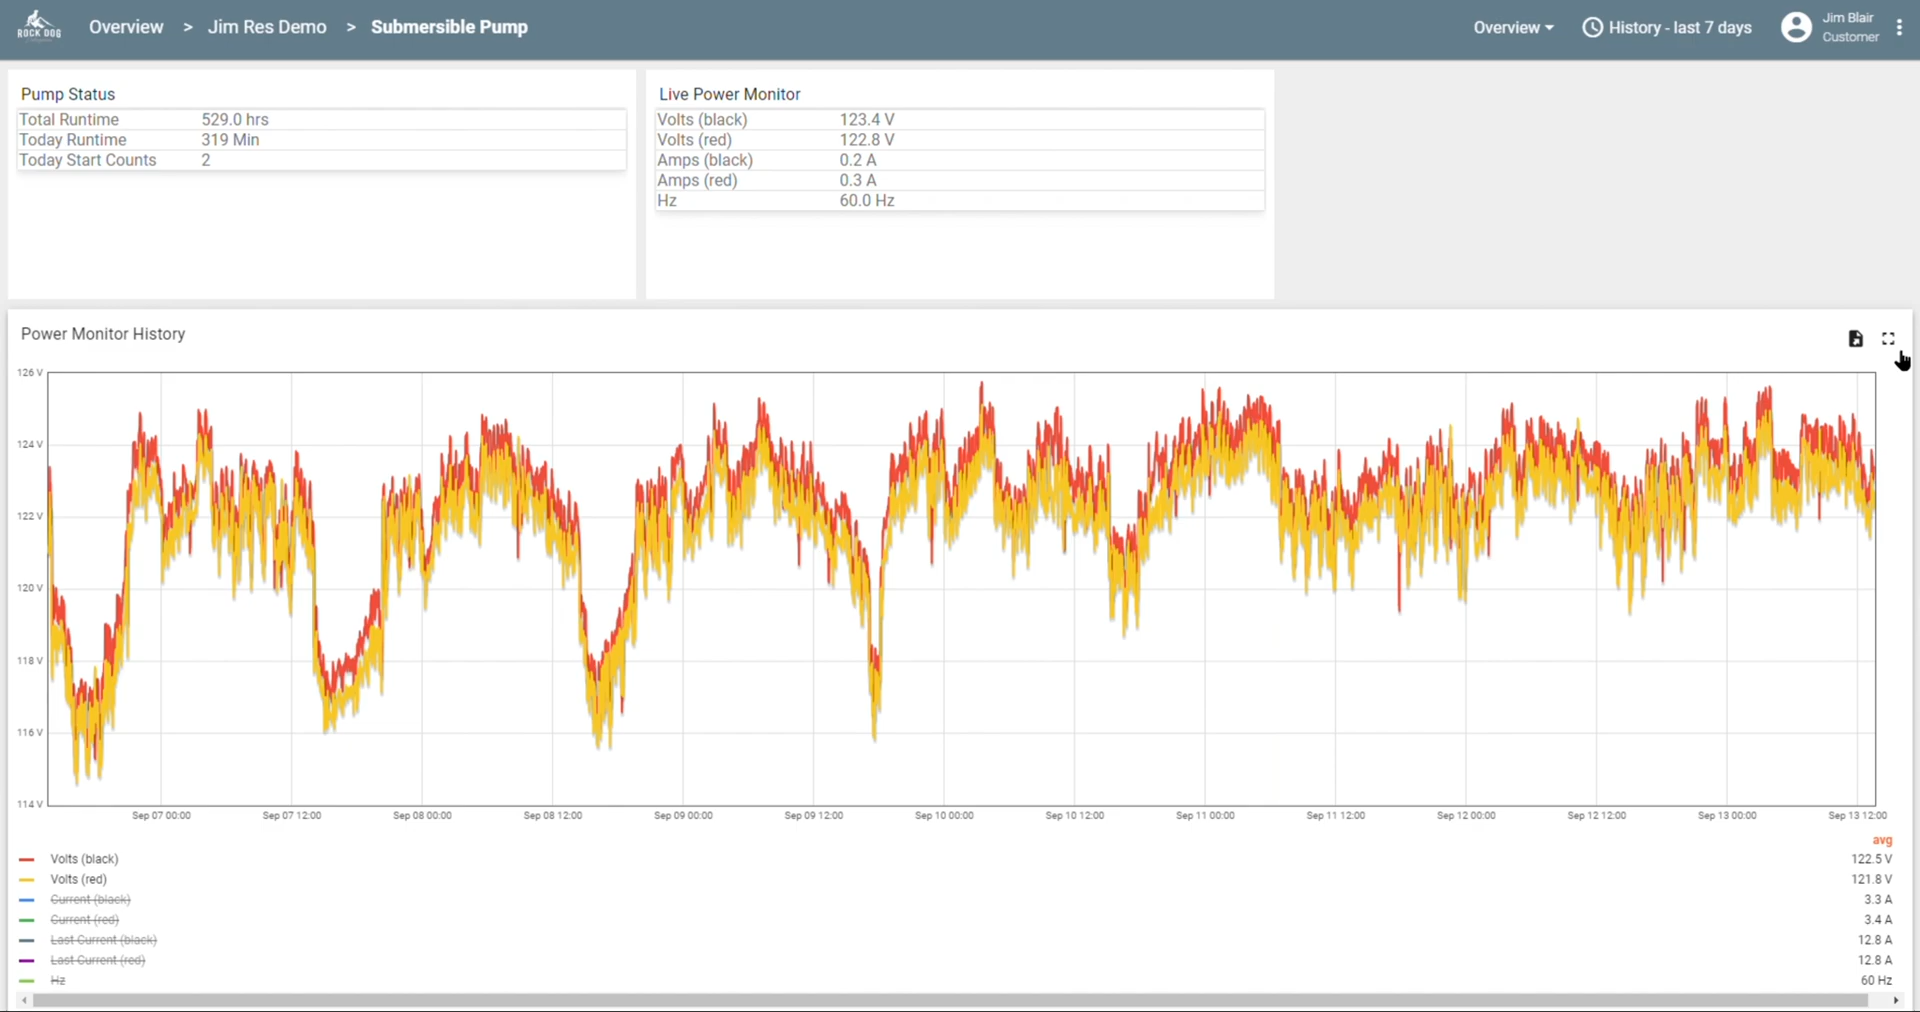 ROCK DOG
Overview > Jim Res Demo > Submersible Pump
Overview
History - last 7 days
Jim Blair
Customer
Pump Status
Total Runtime 529.0 hrs
Today Runtime 319 Min
Today Start Counts 2
Live Power Monitor
Volts (black) 123.4 V
Volts (red) 122.8 V
Amps (black) 0.2 A
Amps (red) 0.3 A
Hz 60.0 Hz
Power Monitor History
126 V
124 V
122 V
120 V
118 V
116 V
114 V
Sep 07 00:00 Sep 07 12:00 Sep 08 00:00 Sep 08 12:00 Sep 09 00:00 Sep 09 12:00 Sep 10 00:00 Sep 10 12:00 Sep 11 00:00 Sep 11 12:00 Sep 12 00:00 Sep 12 12:00 Sep 13 00:00 Sep 13 12:00
avg
Volts (black) 122.5 V
Volts (red) 121.8 V
Current (black) 3.3 A
Current (red) 3.4 A
Last Current (black) 12.8 A
Last Current (red) 12.8 A
Hz 60 Hz